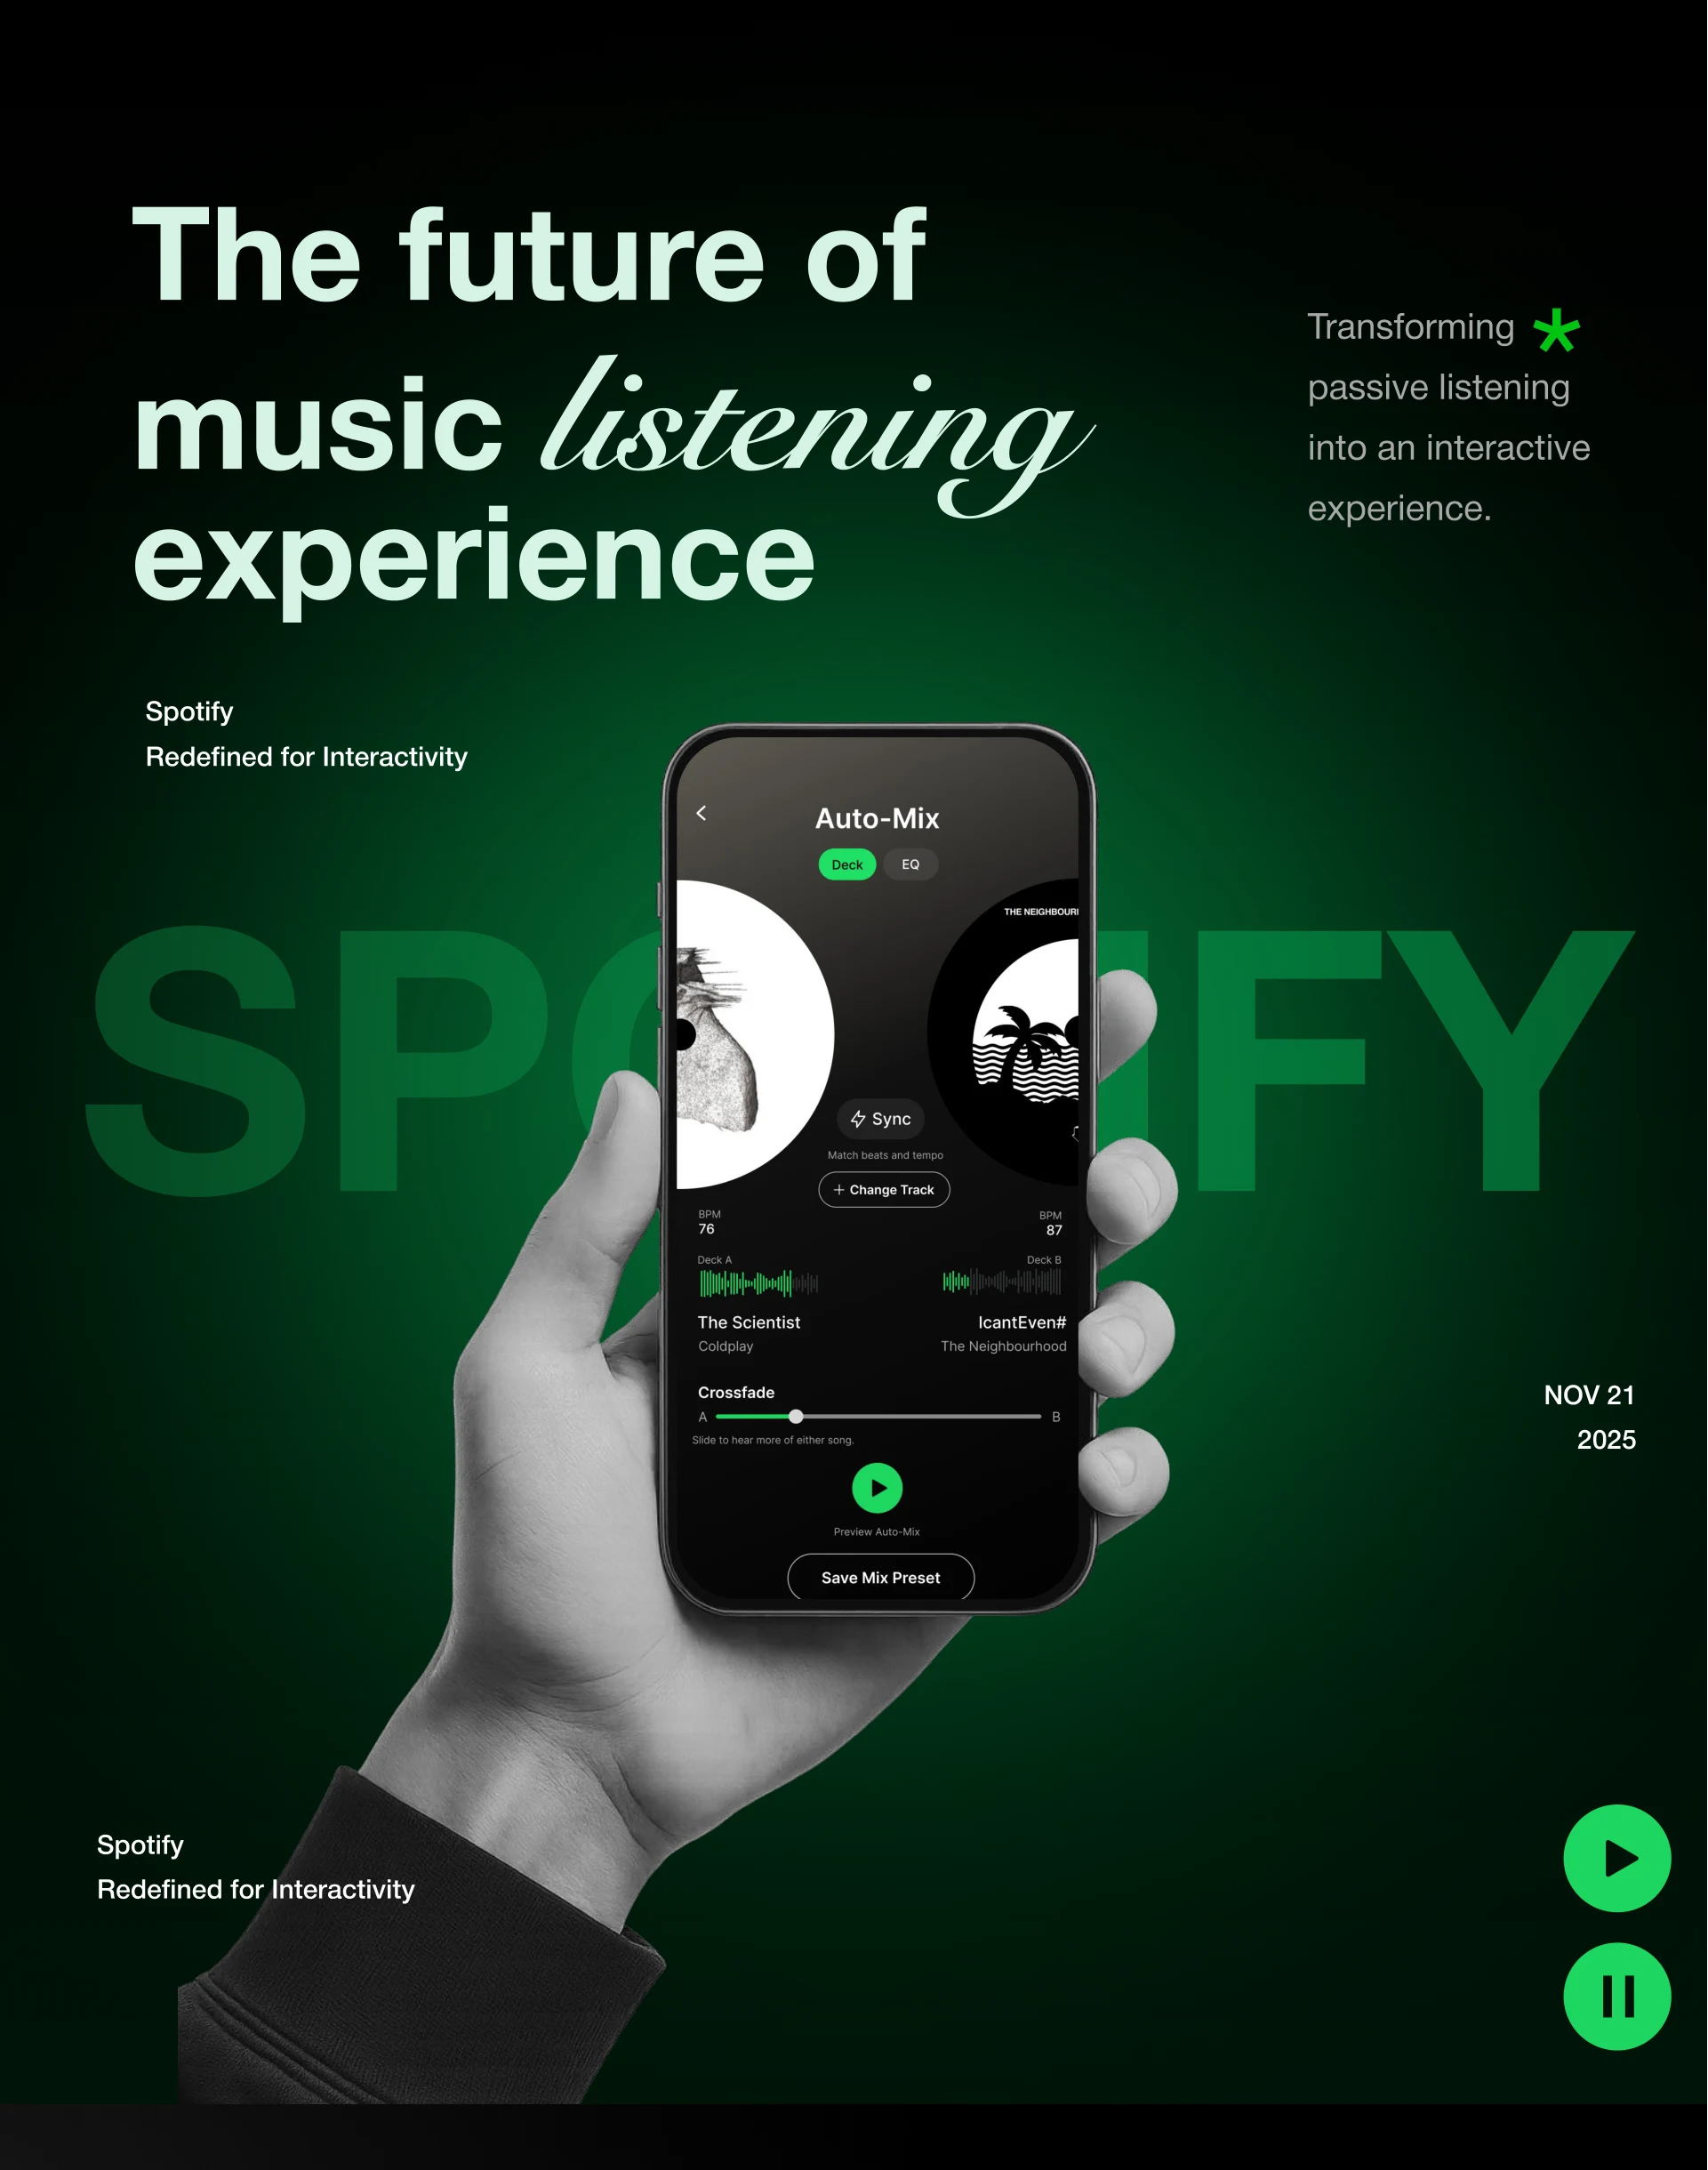 The future of
music listening
experience
Transforming
passive listening
into an interactive
experience.
Spotify
Redefined for Interactivity
Auto-Mix
Deck
EQ
SPO
IFY
Sync
Match beats and tempo
+ Change Track
BPM
76
BPM
87
Deck A
Deck B
The Scientist
Coldplay
IcantEven#
The Neighbourhood
Crossfade
A
B
Slide to hear more of either song.
Preview Auto-Mix
Save Mix Preset
NOV 21
2025
Spotify
Redefined for Interactivity